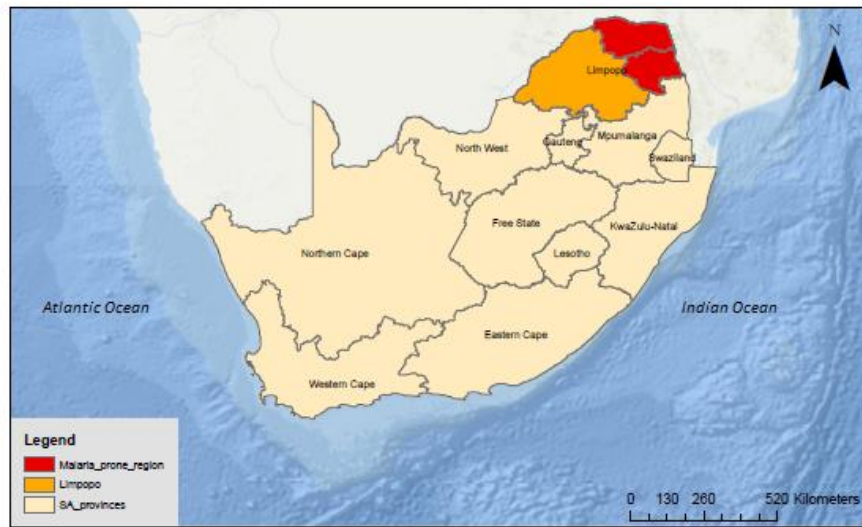 N
Limpopo
North West
Gauteng
Mpumalanga
Swaziland
Free State
KwaZulu-Natal
Northern Cape
Lesotho
Atlantic Ocean
Indian Ocean
Eastern Cape
Western Cape
Legend
Malaria_prone_region
Limpopo
SA_provinces
0 130 260 520 Kilometers